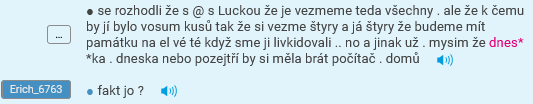 ● se rozhodli že s @ s Luckou že je vezmeme teda všechny . ale že k čemu
by jí bylo vosum kusů tak že si vezme štyry a já štyry že budeme mít
... památku na el vé té když sme ji livkidovali .. no a jinak už . mysim že dnes*
*ka . dneska nebo pozejtří by si měla brát počítač . domů
Erich_6763 ● fakt jo ?